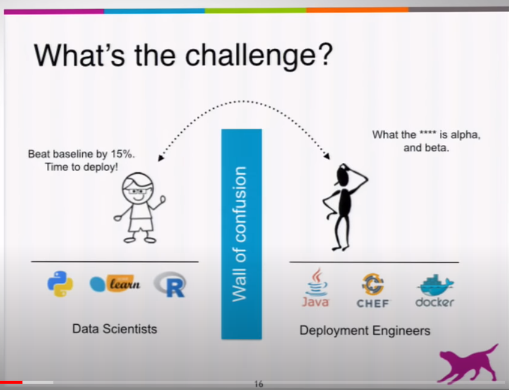 What's the challenge?
Beat baseline by 15%.
Time to deploy!
Wall of confusion
What the **** is alpha,
and beta.
learn
R
Java
CHEF
docker
Data Scientists
Deployment Engineers
16